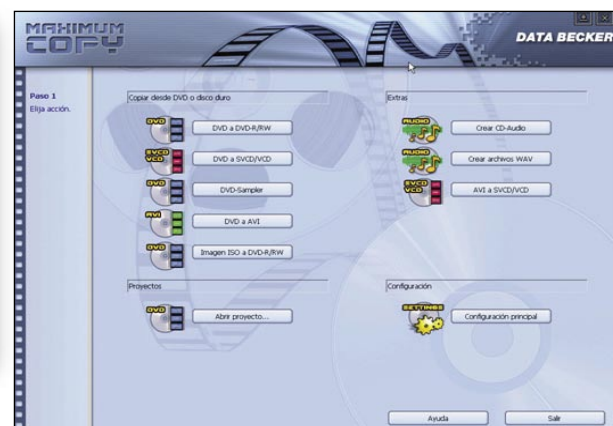 MAXIMUM
COPY
DATA BECKER
Paso 1
Elija acción.
Copiar desde DVD o disco duro
DVD
DVD a DVD-R/RW
SVCD
VCD
DVD a SVCD/VCD
DVD
DVD-Sampler
AVI
DVD a AVI
DVD
Imagen ISO a DVD-R/RW
Proyectos
DVD
Abrir proyecto...
Extras
AUDIO
Crear CD-Audio
AUDIO
Crear archivos WAV
SVCD
VCD
AVI a SVCD/VCD
Configuración
SETTINGS
Configuración principal
Ayuda
Salir